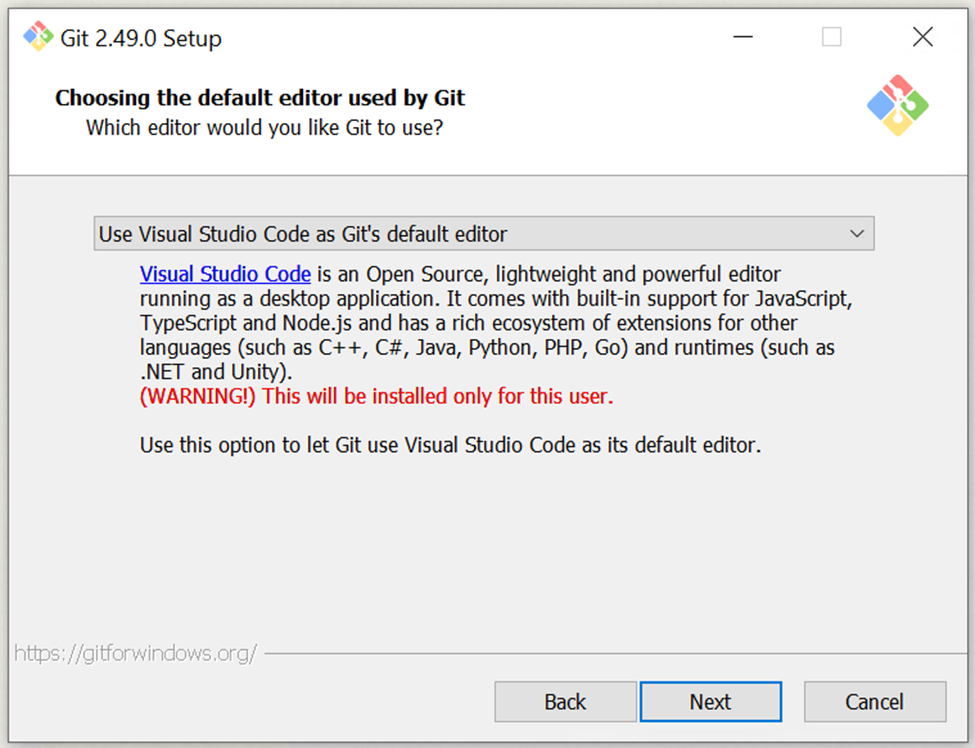 Git 2.49.0 Setup
Choosing the default editor used by Git
Which editor would you like Git to use?
Use Visual Studio Code as Git's default editor
Visual Studio Code is an Open Source, lightweight and powerful editor
running as a desktop application. It comes with built-in support for JavaScript,
TypeScript and Node.js and has a rich ecosystem of extensions for other
languages (such as C++, C#, Java, Python, PHP, Go) and runtimes (such as
.NET and Unity).
(WARNING!) This will be installed only for this user.
Use this option to let Git use Visual Studio Code as its default editor.
https://gitforwindows.org/
Back Next Cancel